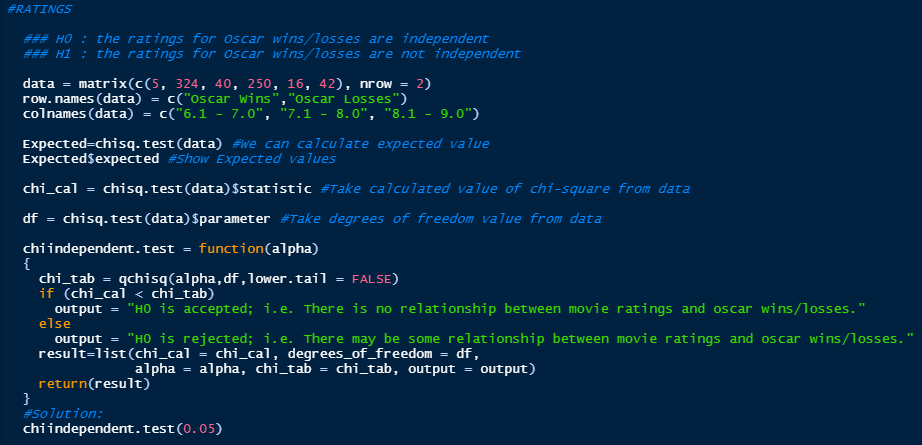 #RATINGS
### H0 : the ratings for Oscar wins/losses are independent
### H1 : the ratings for Oscar wins/losses are not independent
data = matrix(c(5, 324, 40, 250, 16, 42), nrow = 2)
row.names(data) = c("Oscar Wins","Oscar Losses")
colnames(data) = c("6.1 - 7.0", "7.1 - 8.0", "8.1 - 9.0")
Expected=chisq.test(data) #We can calculate expected value
Expected$expected #Show Expected values
chi_cal = chisq.test(data)$statistic #Take calculated value of chi-square from data
df = chisq.test(data)$parameter #Take degrees of freedom value from data
chiindependent.test = function(alpha)
{
chi_tab = qchisq(alpha,df,lower.tail = FALSE)
if (chi_cal < chi_tab)
output = "H0 is accepted; i.e. There is no relationship between movie ratings and oscar wins/losses."
else
output = "H0 is rejected; i.e. There may be some relationship between movie ratings and oscar wins/losses."
result=list(chi_cal = chi_cal, degrees_of_freedom = df,
alpha = alpha, chi_tab = chi_tab, output = output)
return(result)
}
#Solution:
chiindependent.test(0.05)